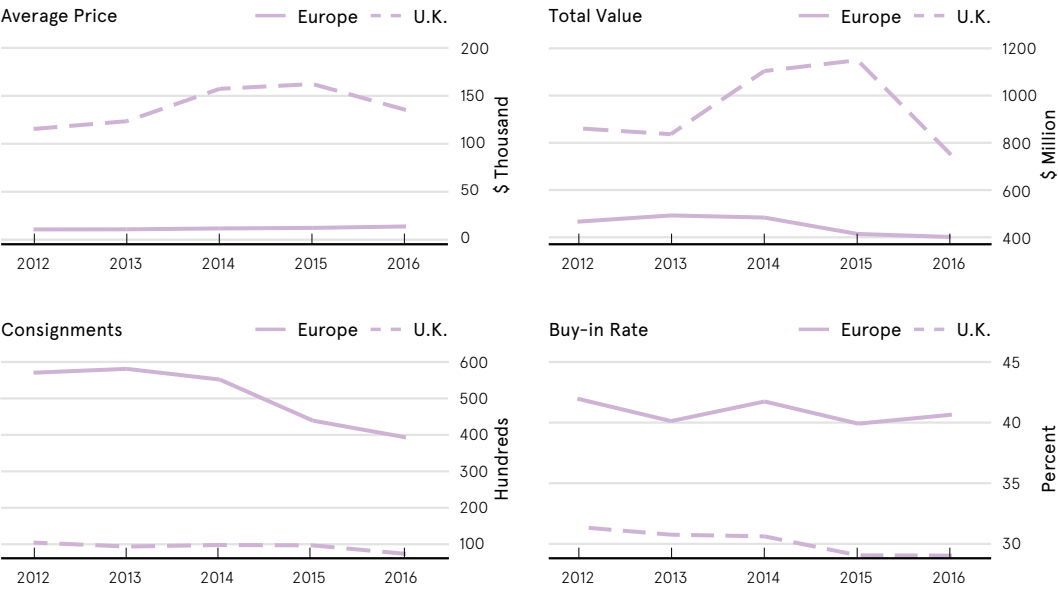 Average Price
Europe U.K.
200
150
100
50
0
$ Thousand
2012 2013 2014 2015 2016
Total Value
Europe U.K.
1200
1000
800
600
400
$ Million
2012 2013 2014 2015 2016
Consignments
Europe U.K.
600
500
400
300
200
100
Hundreds
2012 2013 2014 2015 2016
Buy-in Rate
Europe U.K.
45
40
35
30
Percent
2012 2013 2014 2015 2016